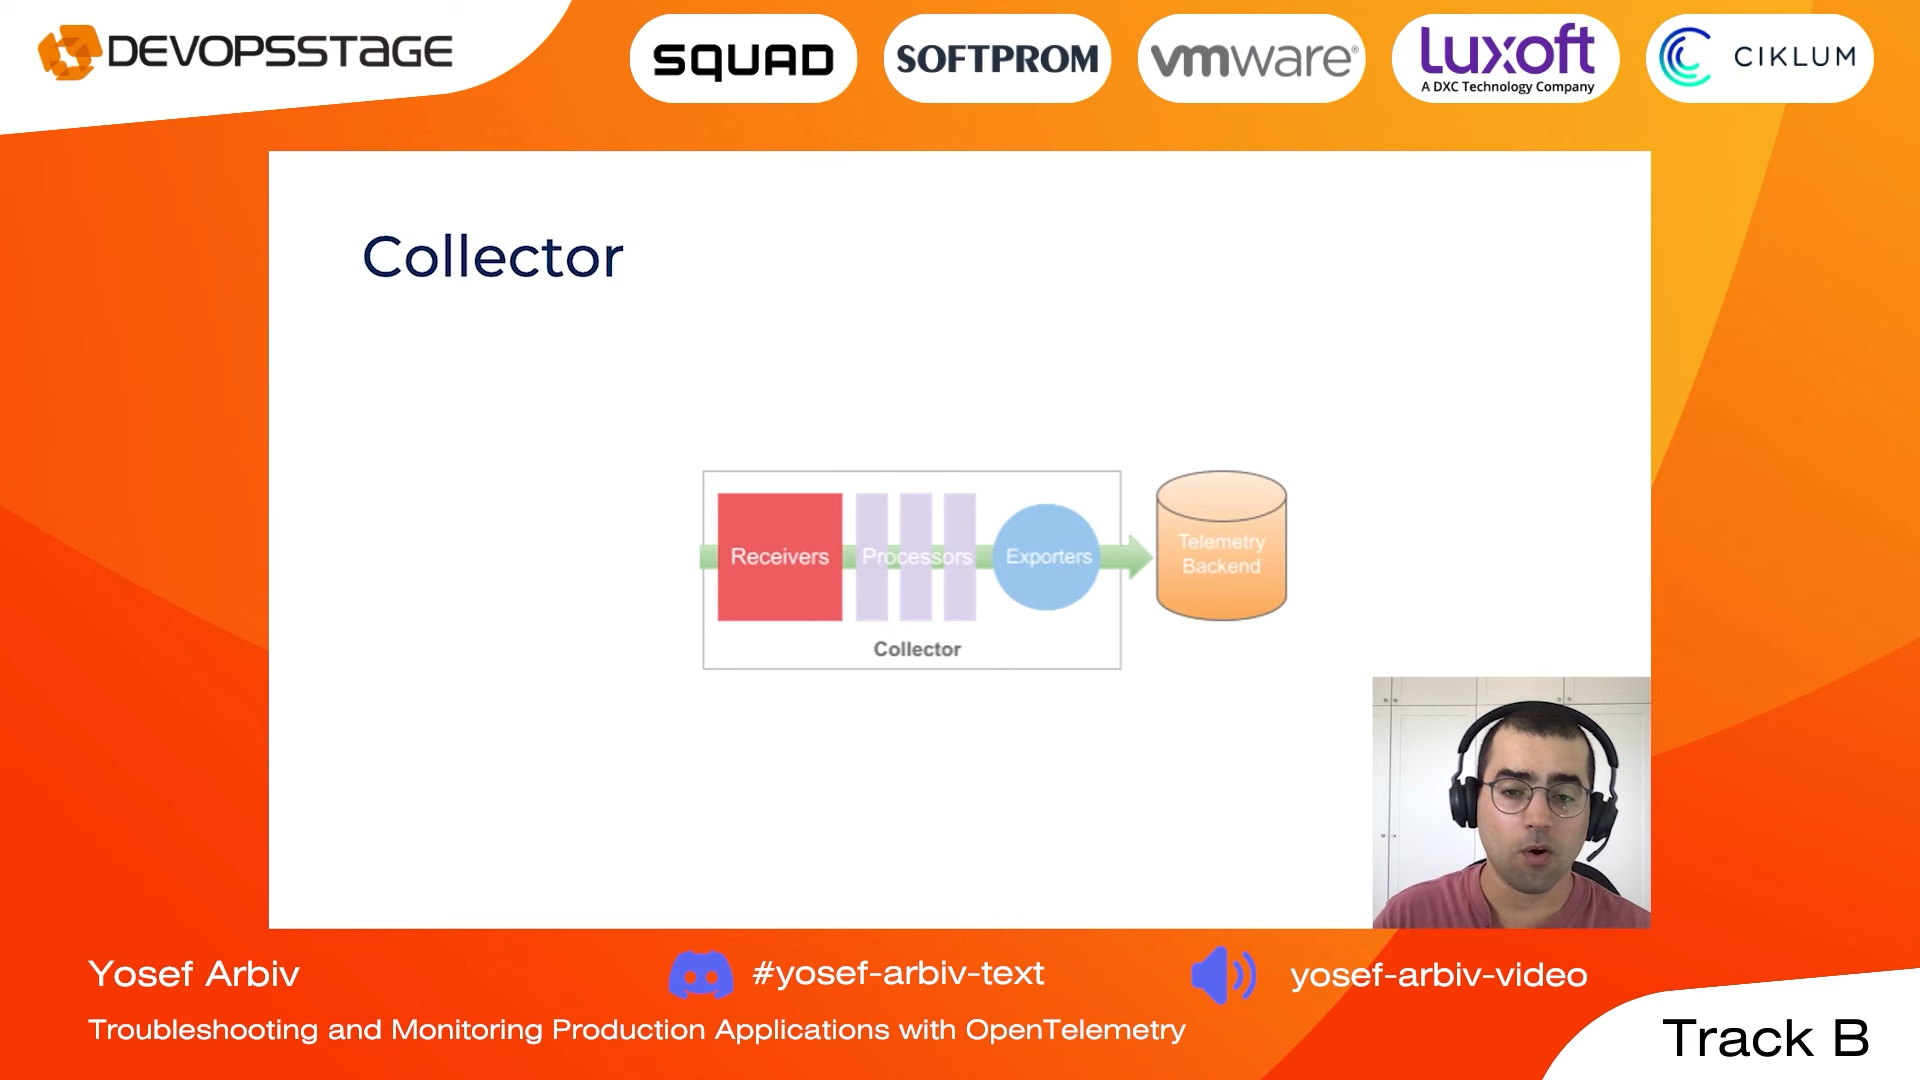 DEVOPSSTAGE
SQUAD
SOFTPROM
vmware®
Luxoft
A DXC Technology Company
CIKLUM
Collector
Receivers
Processors
Exporters
Telemetry
Backend
Collector
Yosef Arbiv
#yosef-arbiv-text
yosef-arbiv-video
Troubleshooting and Monitoring Production Applications with OpenTelemetry
Track B